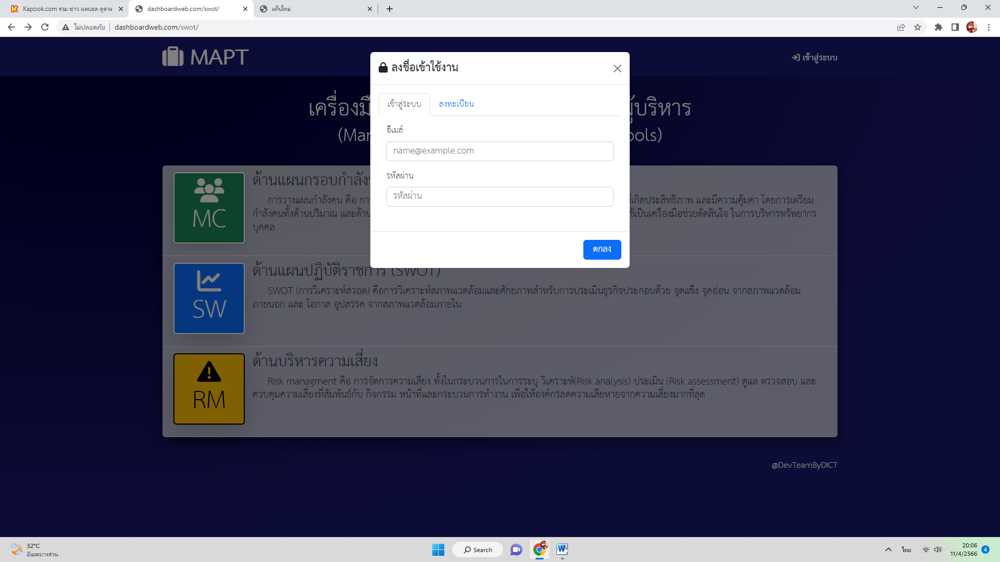 Kapook.com รวม ข่าว ผลบอล ดูดวง
dashboardweb.com/swot/
แท็บใหม่
ไม่ปลอดภัย
dashboardweb.com/swot/
MAPT
เข้าสู่ระบบ
ลงชื่อเข้าใช้งาน
เข้าสู่ระบบ
ลงทะเบียน
อีเมล์
name@example.com
รหัสผ่าน
รหัสผ่าน
ตกลง
เครื่องมื
ผู้บริหาร
(Mar
ools)
MC
ด้านแผนกรอบกำลัง
การวางแผนกำลังคน คือ กา
ห้เกิดประสิทธิภาพ และมีความคุ้มค่า โดยการเตรียม
กำลังคนทั้งด้านปริมาณ และด้าน
ช้เป็นเครื่องมือช่วยตัดสินใจ ในการบริหารทรัพยากร
บุคคล
SW
ด้านแผนปฏิบัติราชการ (SWOT)
SWOT (การวิเคราะห์สวอต) คือการวิเคราะห์สภาพแวดล้อมและศักยภาพสำหรับการประเมินธุรกิจประกอบด้วย จุดแข็ง จุดอ่อน จากสภาพแวดล้อม
ภายนอก และ โอกาส อุปสรรค จากสภาพแวดล้อมภายใน
RM
ด้านบริหารความเสี่ยง
Risk managment คือ การจัดการความเสี่ยง ทั้งในกระบวนการในการระบุ วิเคราะห์(Risk analysis) ประเมิน (Risk assessment) ดูแล ตรวจสอบ และ
ควบคุมความเสี่ยงที่สัมพันธ์กับ กิจกรรม หน้าที่และกระบวนการทำงาน เพื่อให้องค์กรลดความเสียหายจากความเสี่ยงมากที่สุด
@DevTeamByDICT
32°C
มีเมฆบางส่วน
Search
ไทย
20:06
11/4/2566
4